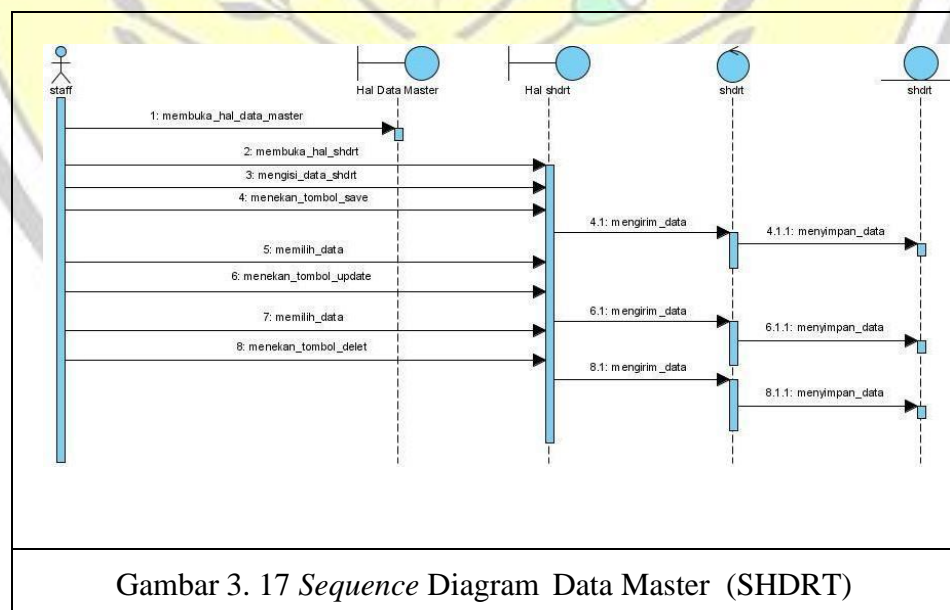 staff
Hal Data Master
Hal shdrt
shdrt
shdrt
1: membuka_hal_data_master
2: membuka_hal_shdrt
3: mengisi_data_shdrt
4: menekan_tombol_save
4.1: mengirim_data
4.1.1: menyimpan_data
5: memilih_data
6: menekan_tombol_update
6.1: mengirim_data
6.1.1: menyimpan_data
7: memilih_data
8: menekan_tombol_delet
8.1: mengirim_data
8.1.1: menyimpan_data
Gambar 3. 17 Sequence Diagram Data Master (SHDRT)